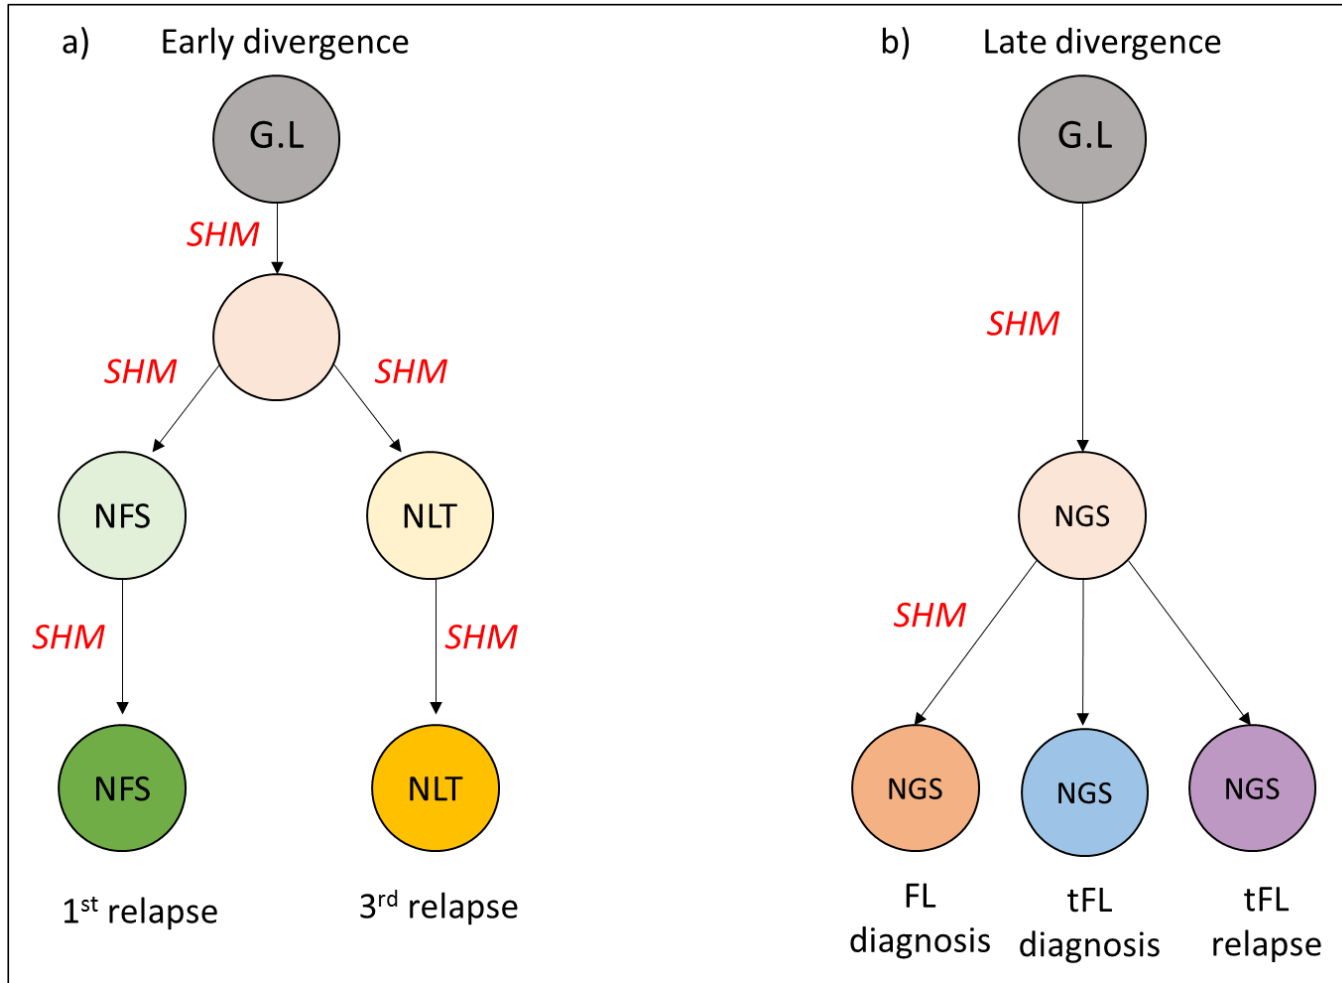 a) Early divergence
G.L
SHM
SHM SHM
NFS NLT
SHM SHM
NFS NLT
1st relapse 3rd relapse
b) Late divergence
G.L
SHM
NGS
SHM
NGS NGS NGS
FL diagnosis
tFL diagnosis
tFL relapse